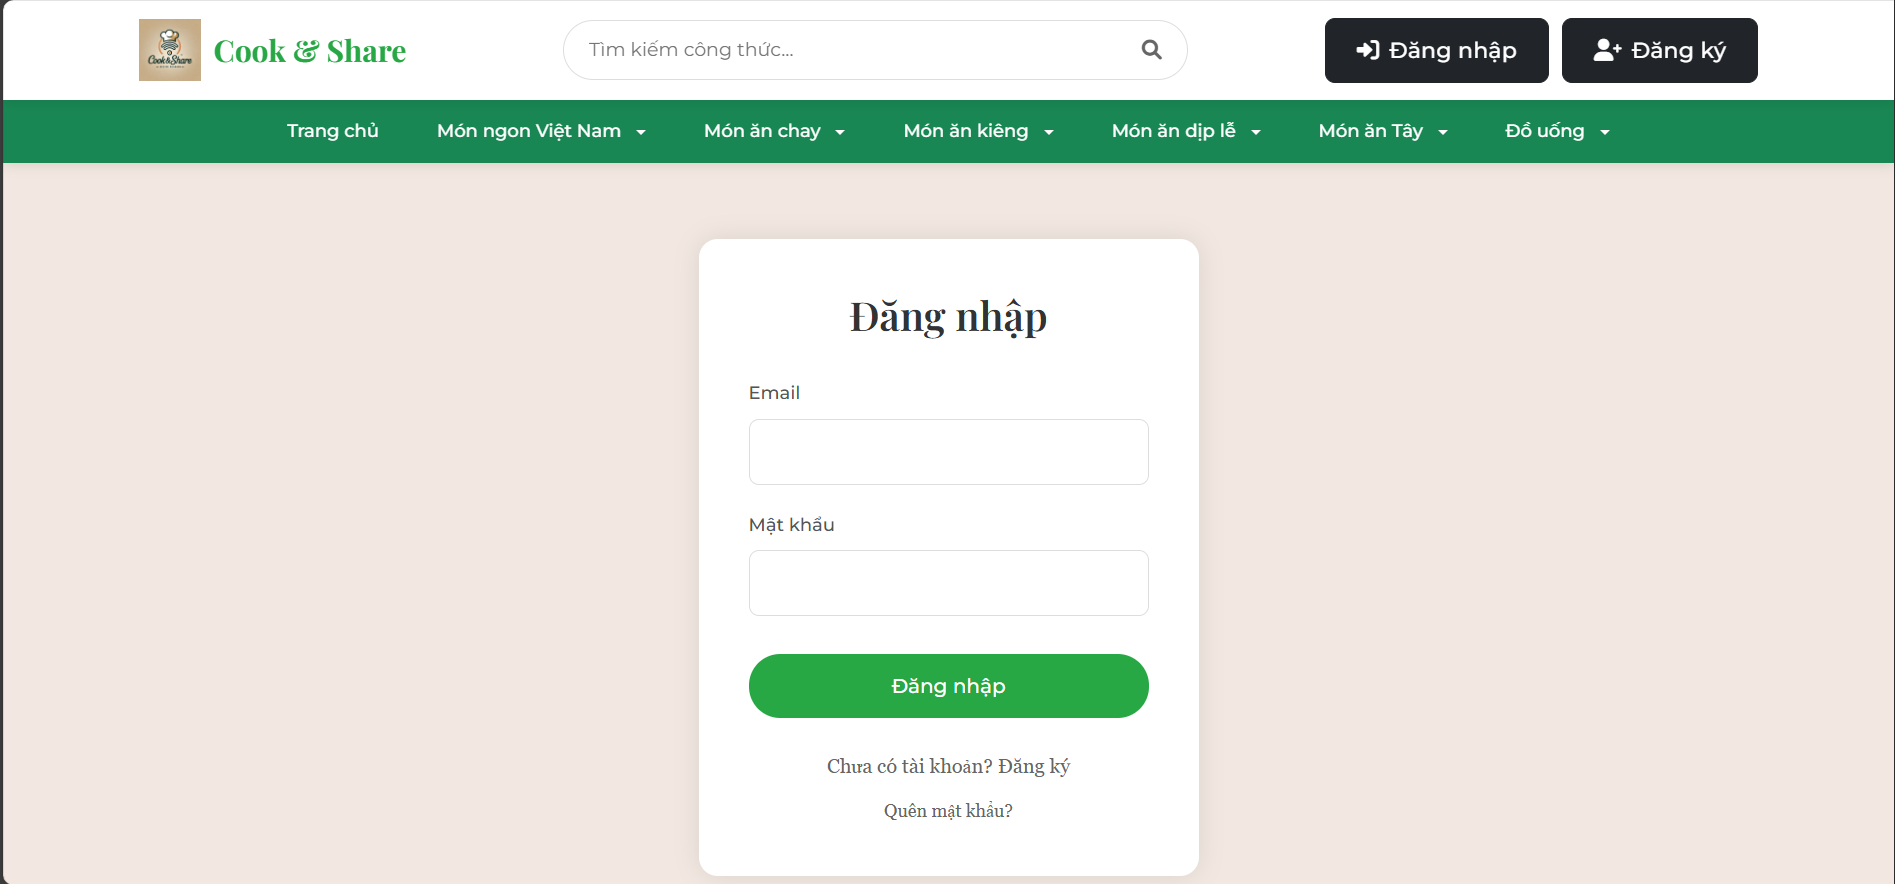 Cook&Share
Cook & Share
Tìm kiếm công thức...
Đăng nhập
Đăng ký
Trang chủ
Món ngon Việt Nam
Món ăn chay
Món ăn kiêng
Món ăn dịp lễ
Món ăn Tây
Đồ uống
Đăng nhập
Email
Mật khẩu
Đăng nhập
Chưa có tài khoản? Đăng ký
Quên mật khẩu?